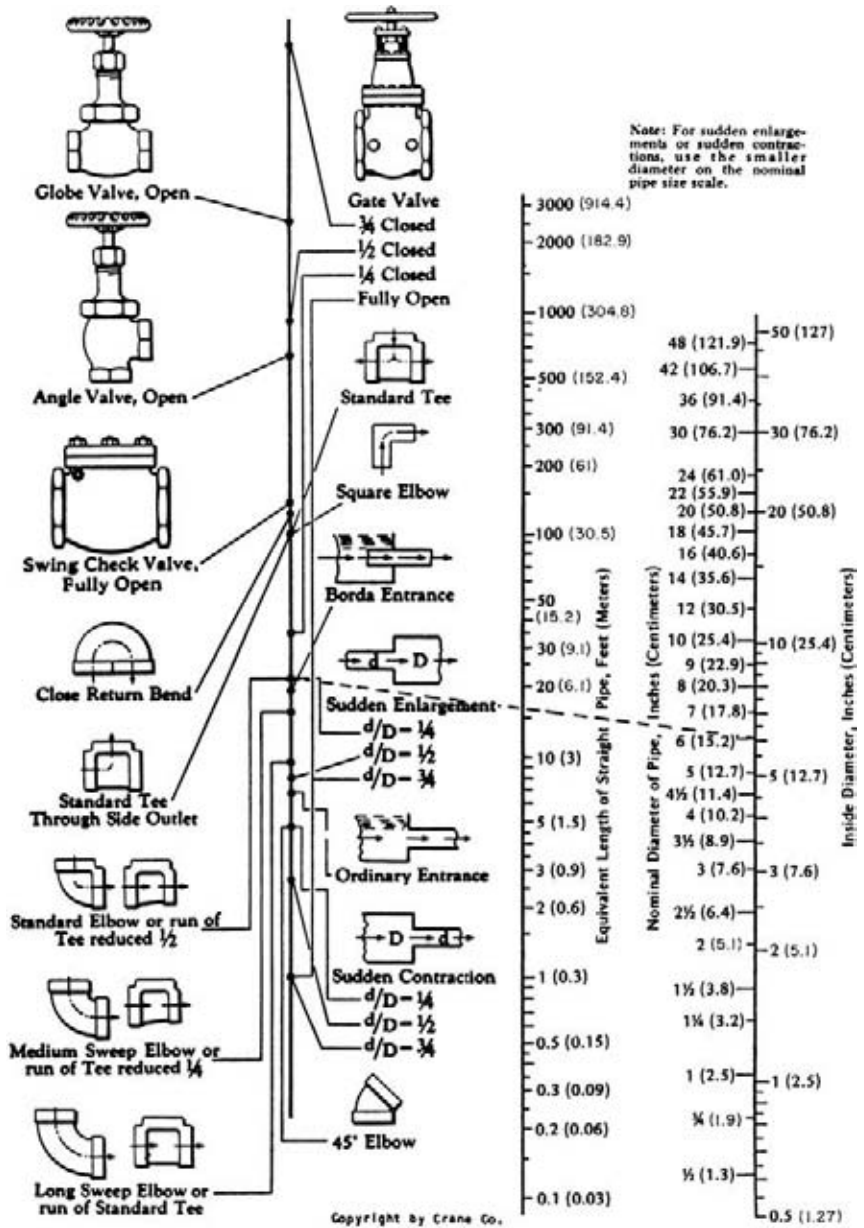 Globe Valve, Open
Angle Valve, Open
Swing Check Valve,
Fully Open
Close Return Bend
Standard Tee
Through Side Outlet
Standard Elbow or run of
Tee reduced ½
Medium Sweep Elbow or
run of Tee reduced ¼
Long Sweep Elbow or
run of Standard Tee
Gate Valve
¾ Closed
½ Closed
¼ Closed
Fully Open
Standard Tee
Square Elbow
Borda Entrance
d D
Sudden Enlargement
d/D = ¼
d/D = ½
d/D = ¾
Ordinary Entrance
D d
Sudden Contraction
d/D = ¼
d/D = ½
d/D = ¾
45° Elbow
Copyright by Crane Co.
Note: For sudden enlarge-
ments or sudden contrac-
tions, use the smaller
diameter on the nominal
pipe size scale.
3000 (914.4)
2000 (182.9)
1000 (304.8)
500 (152.4)
300 (91.4)
200 (61)
100 (30.5)
50
(15.2)
30 (9.1)
20 (6.1)
10 (3)
5 (1.5)
3 (0.9)
2 (0.6)
1 (0.3)
0.5 (0.15)
0.3 (0.09)
0.2 (0.06)
0.1 (0.03)
Equivalent Length of Straight Pipe, Feet (Meters)
48 (121.9)
42 (106.7)
36 (91.4)
30 (76.2)
24 (61.0)
22 (55.9)
20 (50.8)
18 (45.7)
16 (40.6)
14 (35.6)
12 (30.5)
10 (25.4)
9 (22.9)
8 (20.3)
7 (17.8)
6 (15.2)
5 (12.7)
4½ (11.4)
4 (10.2)
3½ (8.9)
3 (7.6)
2½ (6.4)
2 (5.1)
1½ (3.8)
1¼ (3.2)
1 (2.5)
¾ (1.9)
½ (1.3)
Nominal Diameter of Pipe, Inches (Centimeters)
50 (127)
30 (76.2)
20 (50.8)
10 (25.4)
5 (12.7)
3 (7.6)
2 (5.1)
1 (2.5)
0.5 (1.27)
Inside Diameter, Inches (Centimeters)